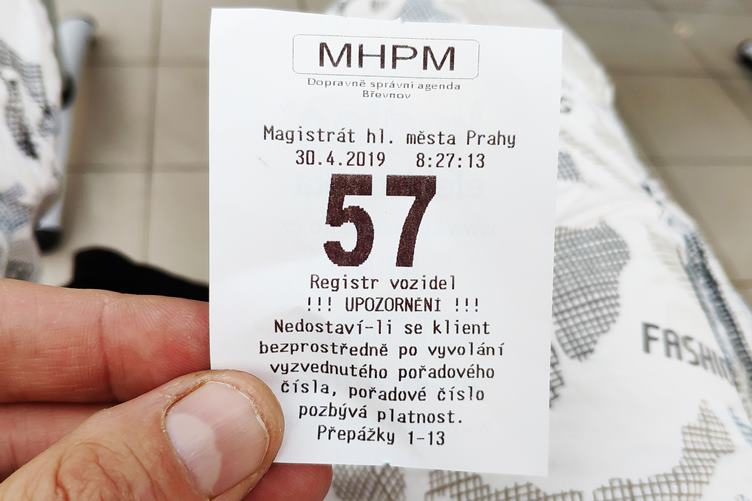 MHPM
Dopravně správní agenda
Břevnov
Magistrát hl. města Prahy
30.4.2019 8:27:13
57
Registr vozidel
!!! UPOZORNĚNÍ !!!
Nedostaví-li se klient
bezprostředně po vyvolání
vyzvednutého pořadového
čísla, pořadové číslo
pozbývá platnost.
Přepážky 1-13